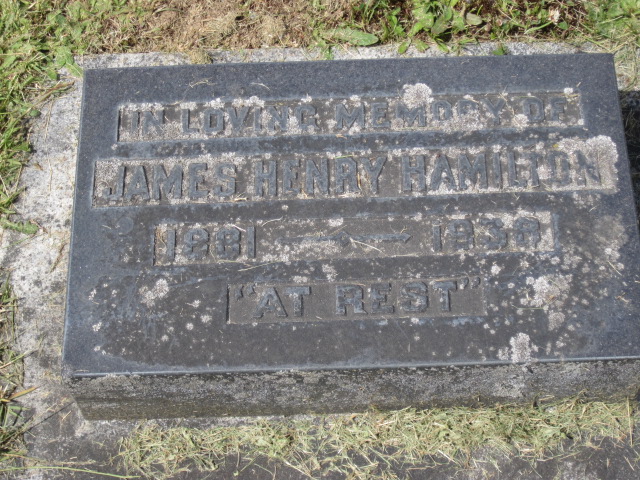 IN LOVING MEMORY OF
JAMES HENRY HAMILTON
"AT REST"